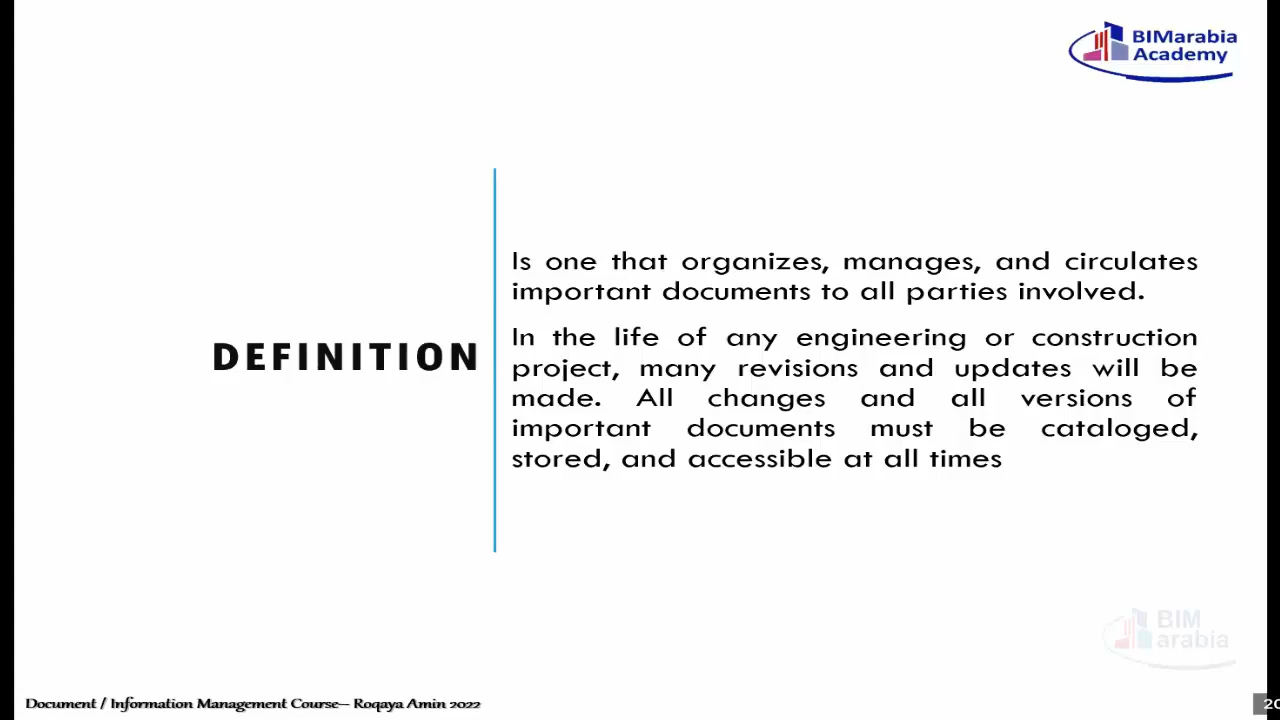 BIMarabia
Academy
DEFINITION
Is one that organizes, manages, and circulates
important documents to all parties involved.
In the life of any engineering or construction
project, many revisions and updates will be
made. All changes and all versions of
important documents must be cataloged,
stored, and accessible at all times
BIM
arabia
Document / Information Management Course– Roqaya Amin 2022